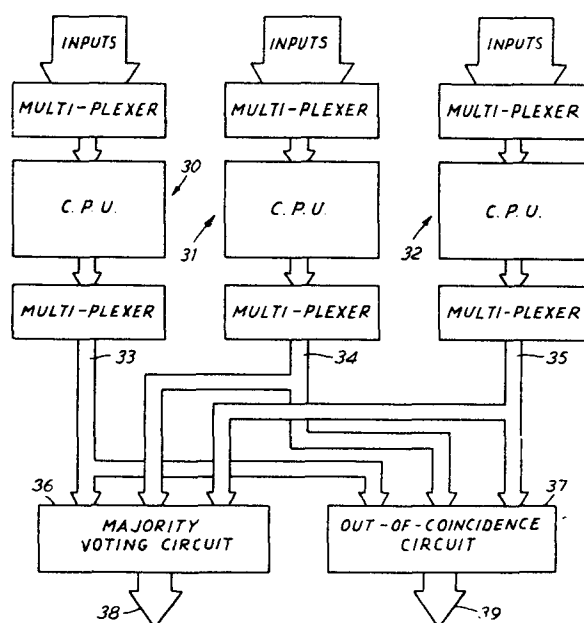 INPUTS INPUTS INPUTS
MULTI-PLEXER MULTI-PLEXER MULTI-PLEXER
30
C.P.U. C.P.U. C.P.U.
31 32
MULTI-PLEXER MULTI-PLEXER MULTI-PLEXER
33 34 35
36 37
MAJORITY
VOTING CIRCUIT
OUT-OF-COINCIDENCE
CIRCUIT
38 39